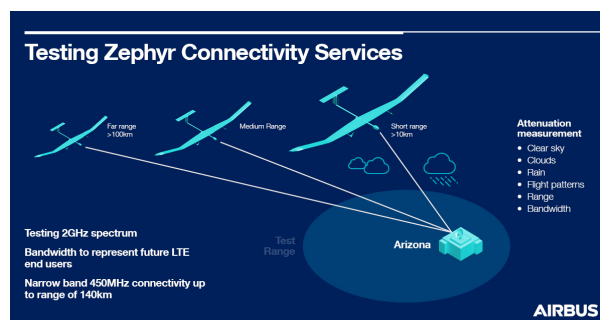 Testing Zephyr Connectivity Services
Far range
>100km
Medium Range
Short range
>10km
Attenuation
measurement
• Clear sky
• Clouds
• Rain
• Flight patterns
• Range
• Bandwidth
Test
Range
Arizona
Testing 2GHz spectrum
Bandwidth to represent future LTE
end users
Narrow band 450MHz connectivity up
to range of 140km
AIRBUS